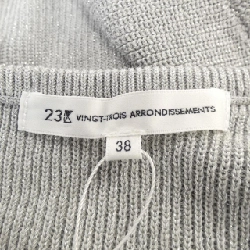 23区 VINGT-TROIS ARRONDISSEMENTS
38